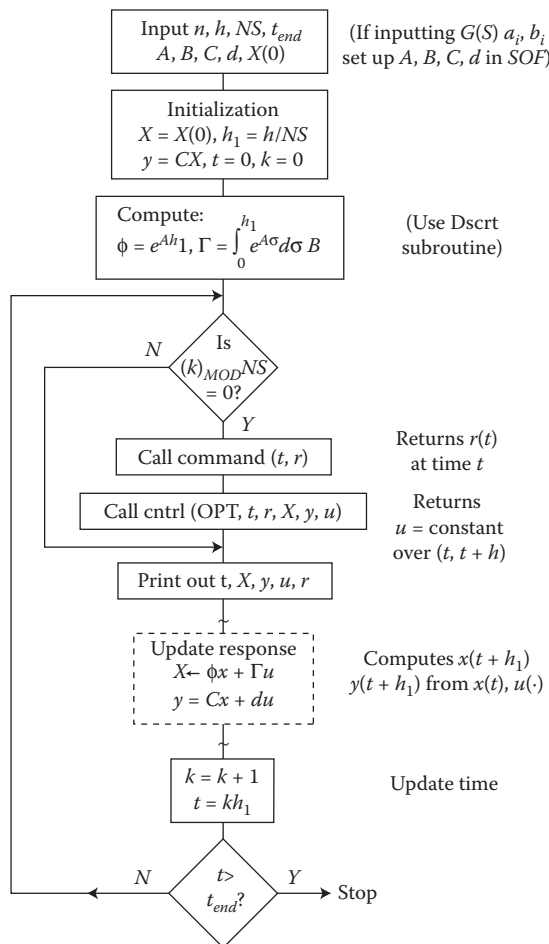 Input n, h, NS, t_end
A, B, C, d, X(0)
(If inputting G(S) a_i, b_i
set up A, B, C, d in SOF)
Initialization
X = X(0), h_1 = h/NS
y = CX, t = 0, k = 0
Compute:
ϕ = e^{Ah}1, Γ = ∫_0^{h_1} e^{Aσ}dσ B
(Use Dscrt
subroutine)
Is
(k)_{MOD}NS
= 0?
N
Y
Call command (t, r)
Returns r(t)
at time t
Call cntrl (OPT, t, r, X, y, u)
Returns
u = constant
over (t, t + h)
Print out t, X, y, u, r
~
Update response
X← ϕx + Γu
y = Cx + du
Computes x(t + h_1)
y(t + h_1) from x(t), u(·)
~
k = k + 1
t = kh_1
Update time
t>
t_end?
N
Y
Stop